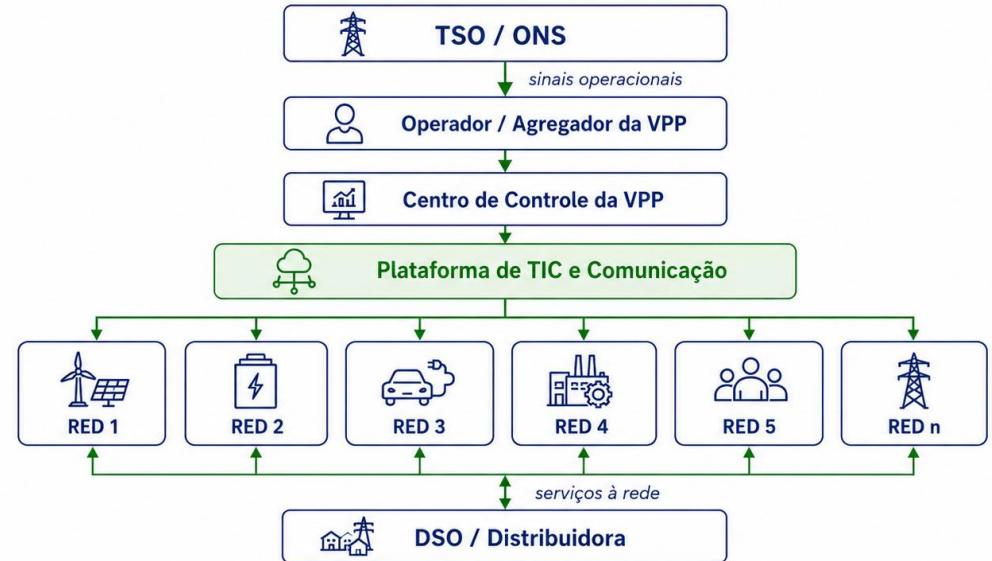 TSO / ONS
sinais operacionais
Operador / Agregador da VPP
Centro de Controle da VPP
Plataforma de TIC e Comunicação
RED 1
RED 2
RED 3
RED 4
RED 5
RED n
serviços à rede
DSO / Distribuidora